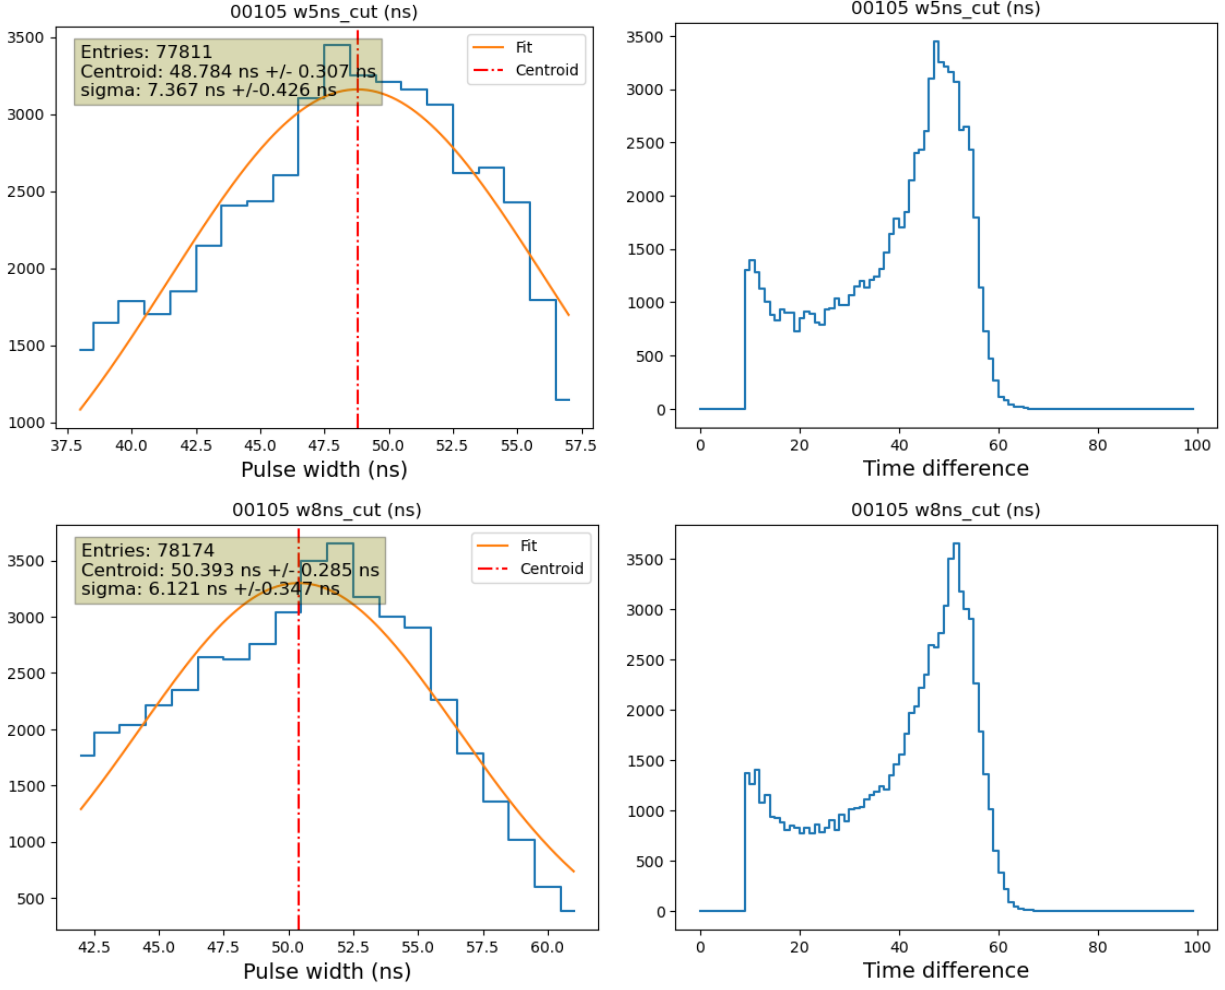 00105 w5ns_cut (ns)
Entries: 77811
Centroid: 48.784 ns +/- 0.307 ns
sigma: 7.367 ns +/-0.426 ns
Fit
Centroid
3500
3000
2500
2000
1500
1000
37.5 40.0 42.5 45.0 47.5 50.0 52.5 55.0 57.5
Pulse width (ns)
00105 w5ns_cut (ns)
3500
3000
2500
2000
1500
1000
500
0
0 20 40 60 80 100
Time difference
00105 w8ns_cut (ns)
Entries: 78174
Centroid: 50.393 ns +/- 0.285 ns
sigma: 6.121 ns +/-0.347 ns
Fit
Centroid
3500
3000
2500
2000
1500
1000
500
42.5 45.0 47.5 50.0 52.5 55.0 57.5 60.0
Pulse width (ns)
00105 w8ns_cut (ns)
3500
3000
2500
2000
1500
1000
500
0
0 20 40 60 80 100
Time difference